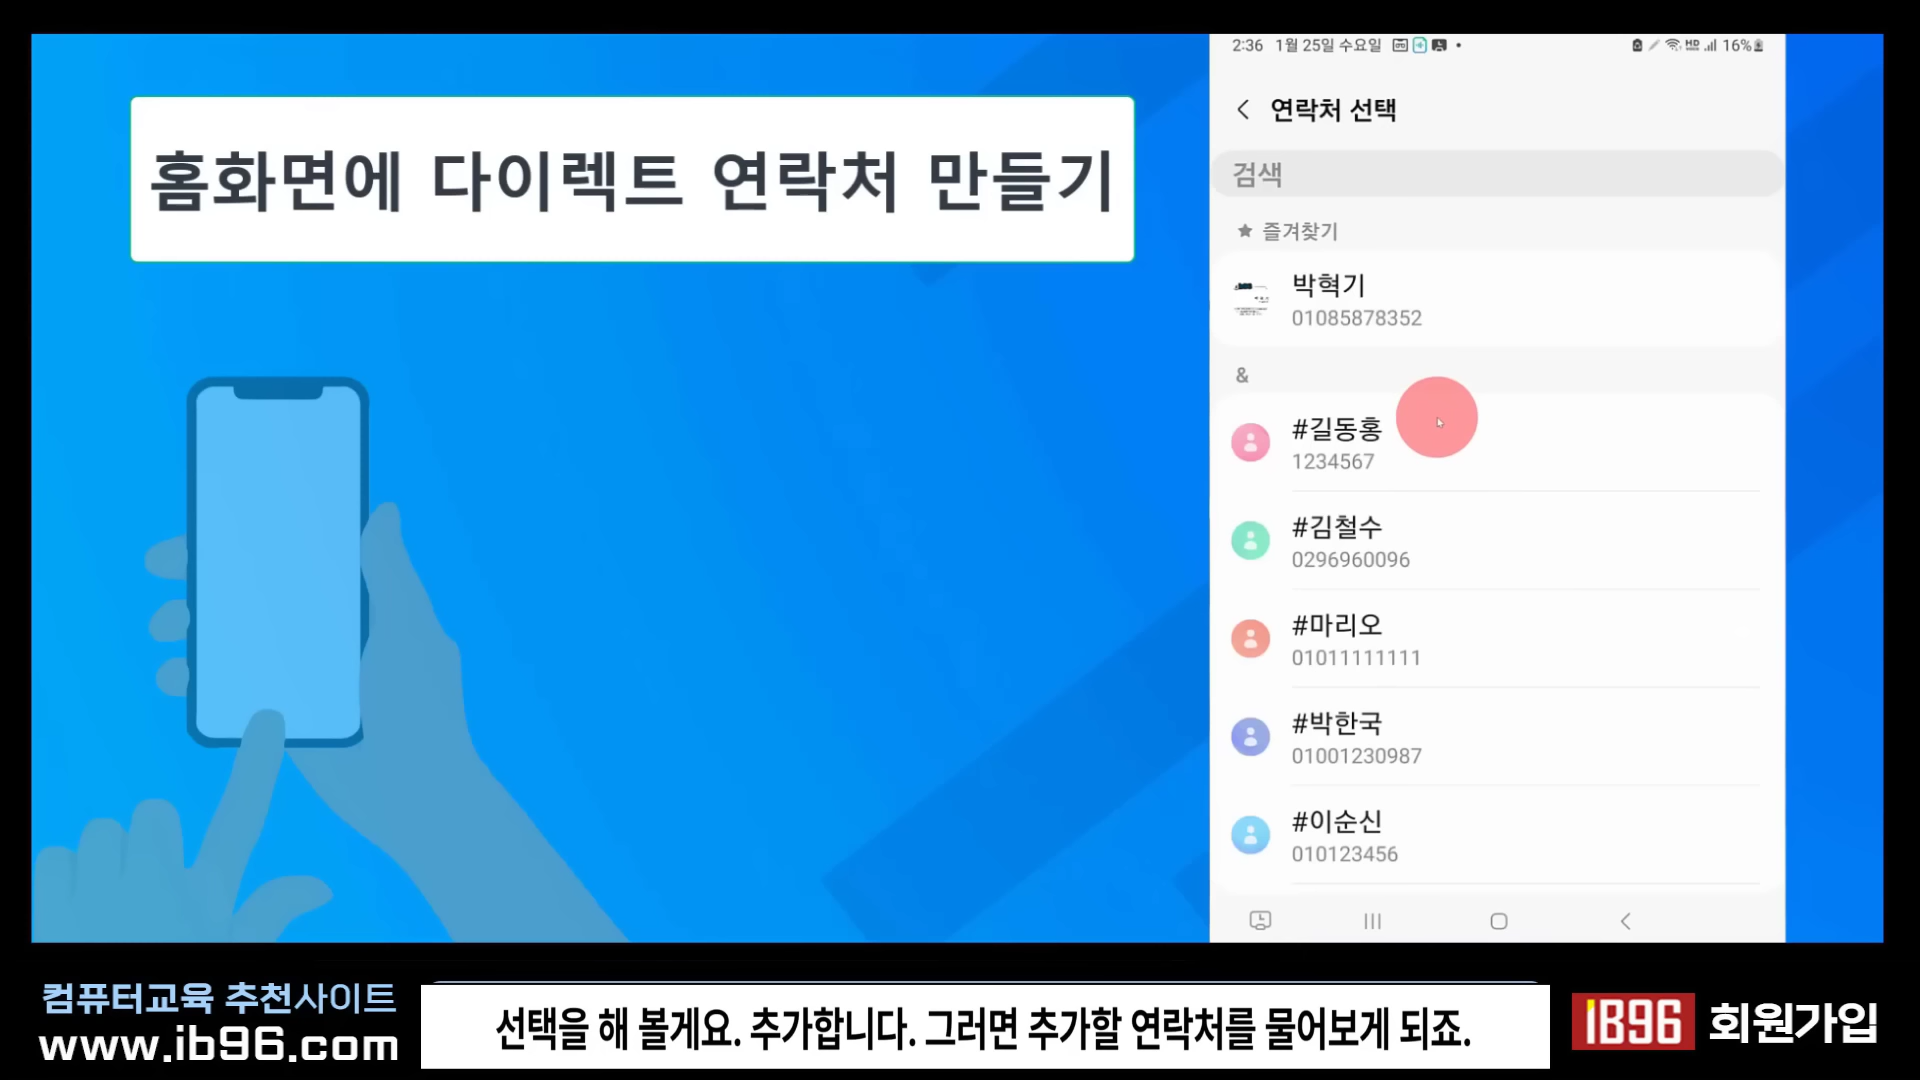 홈화면에 다이렉트 연락처 만들기
2:36 1월 25일 수요일
16%
연락처 선택
검색
★ 즐겨찾기
박혁기
01085878352
&
#길동홍
1234567
#김철수
0296960096
#마리오
01011111111
#박한국
01001230987
#이순신
010123456
컴퓨터교육 추천사이트
www.ib96.com
선택을 해 볼게요. 추가합니다. 그러면 추가할 연락처를 물어보게 되죠.
IB96 회원가입